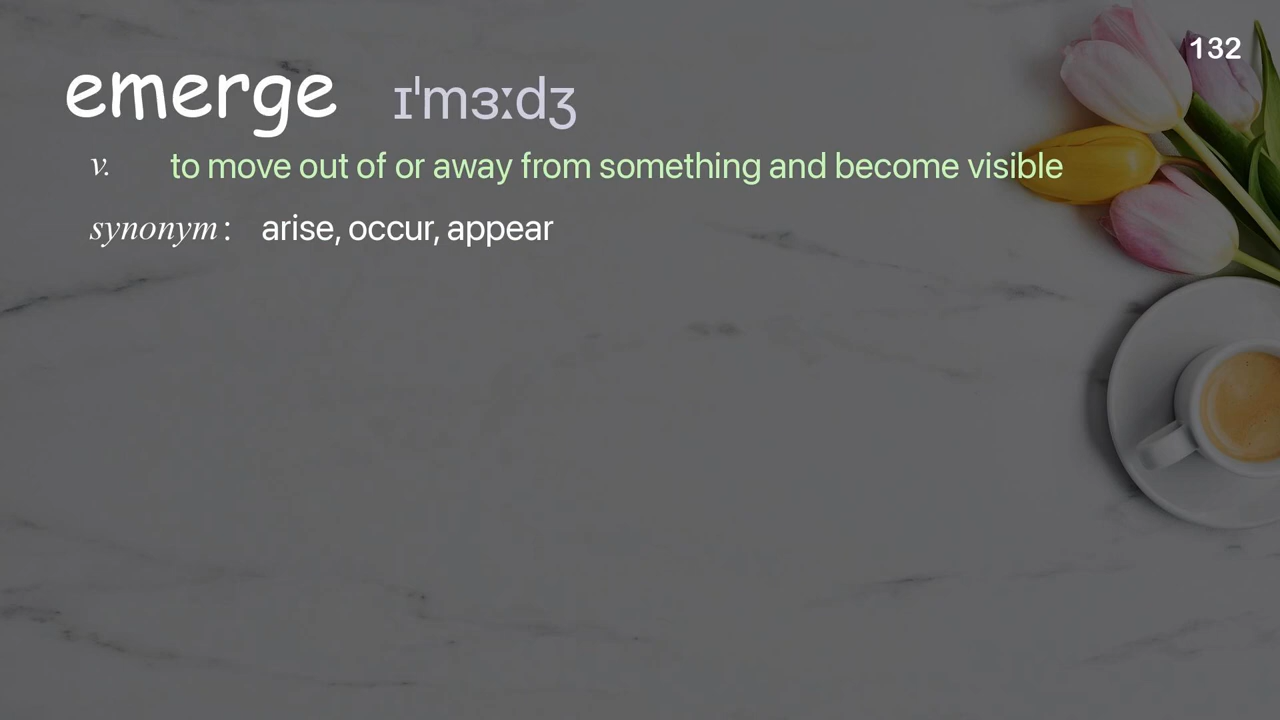 132
emerge ɪˈmɜːdʒ
v. to move out of or away from something and become visible
synonym: arise, occur, appear